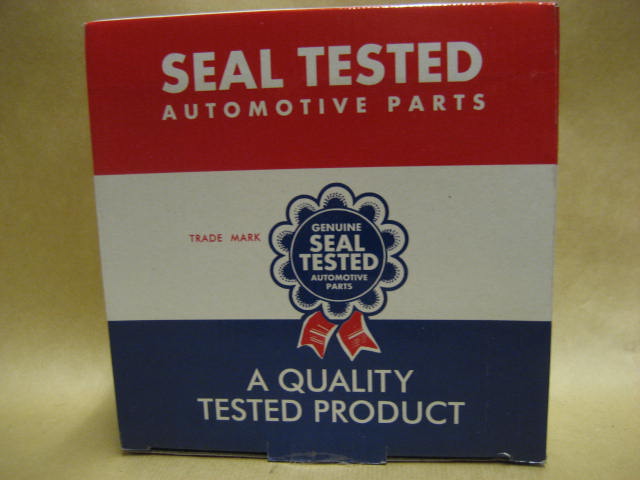 SEAL TESTED
AUTOMOTIVE PARTS
TRADE MARK
GENUINE
SEAL
TESTED
AUTOMOTIVE
PARTS
A QUALITY
TESTED PRODUCT